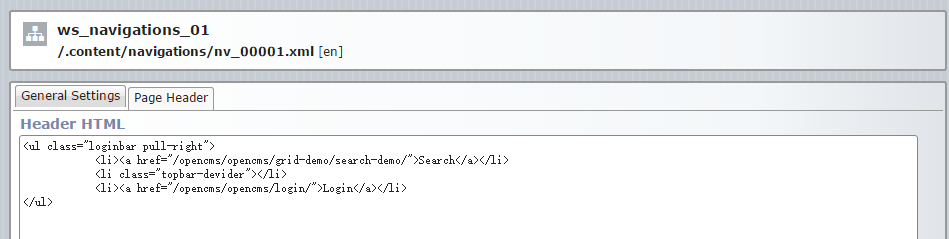 ws_navigations_01
/.content/navigations/nv_00001.xml [en]
General Settings Page Header
Header HTML
<ul class="loginbar pull-right">
<li><a href="/opencms/opencms/grid-demo/search-demo/">Search</a></li>
<li class="topbar-devider"></li>
<li><a href="/opencms/opencms/login/">Login</a></li>
</ul>